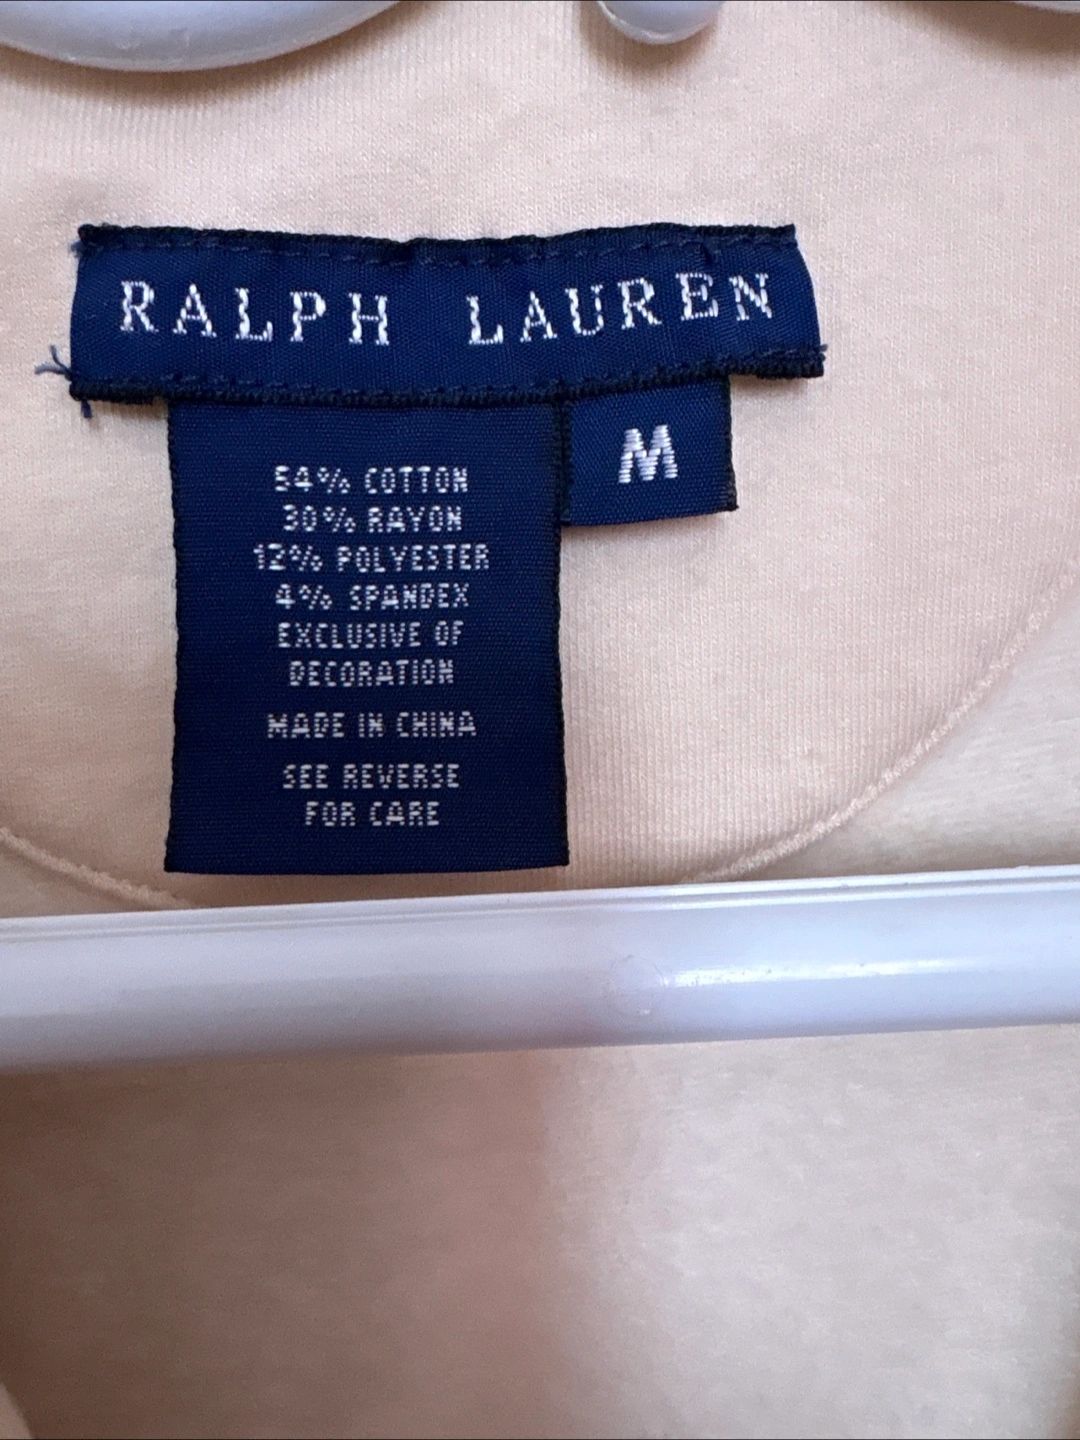 RALPH LAUREN
M
54% COTTON
30% RAYON
12% POLYESTER
4% SPANDEX
EXCLUSIVE OF
DECORATION
MADE IN CHINA
SEE REVERSE
FOR CARE